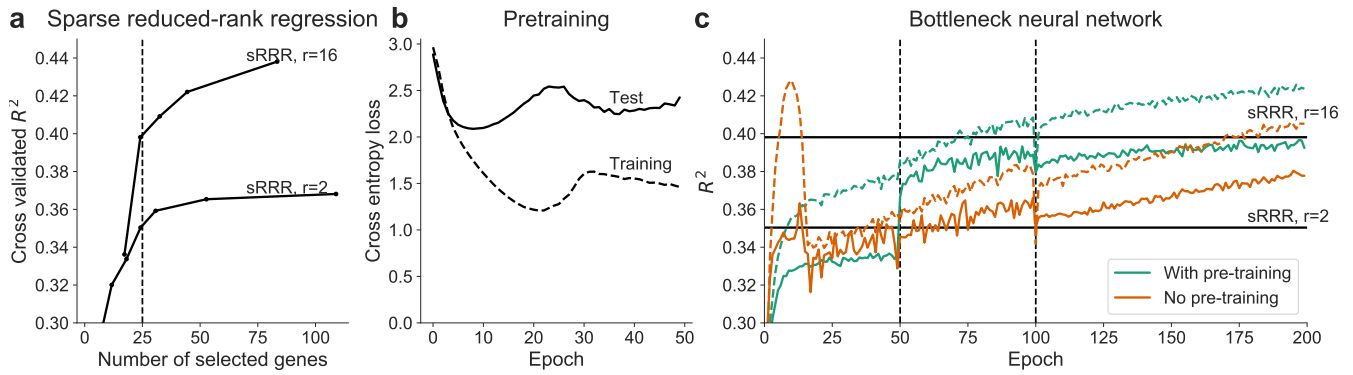 a Sparse reduced-rank regression
Cross validated R²
0.44
0.42
0.40
0.38
0.36
0.34
0.32
0.30
sRRR, r=16
sRRR, r=2
0 25 50 75 100
Number of selected genes
b Pretraining
Cross entropy loss
3.0
2.5
2.0
1.5
1.0
0.5
0.0
Test
Training
0 10 20 30 40 50
Epoch
c Bottleneck neural network
R²
0.44
0.42
0.40
0.38
0.36
0.34
0.32
0.30
sRRR, r=16
sRRR, r=2
With pre-training
No pre-training
0 25 50 75 100 125 150 175 200
Epoch